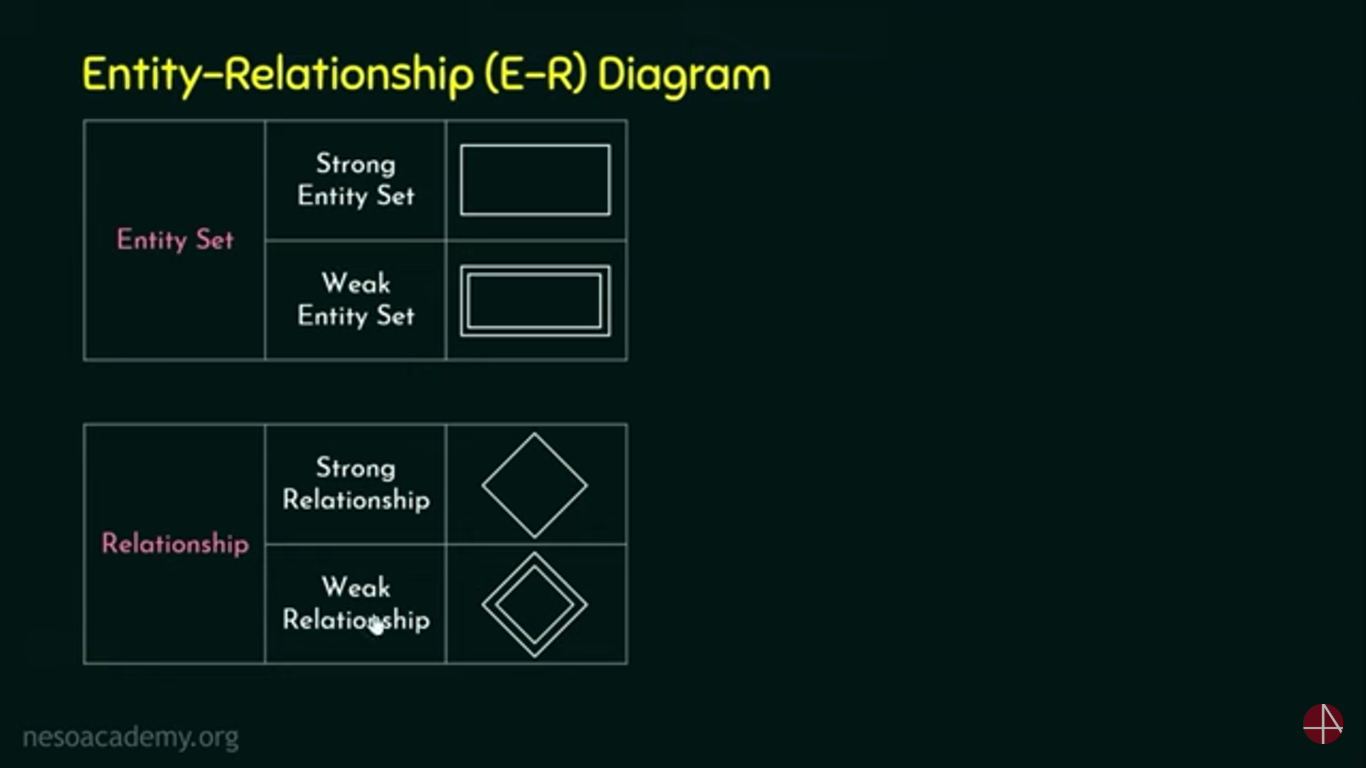 Entity-Relationship (E-R) Diagram
Entity Set
Strong
Entity Set
Weak
Entity Set
Relationship
Strong
Relationship
Weak
Relationship
nesoacademy.org